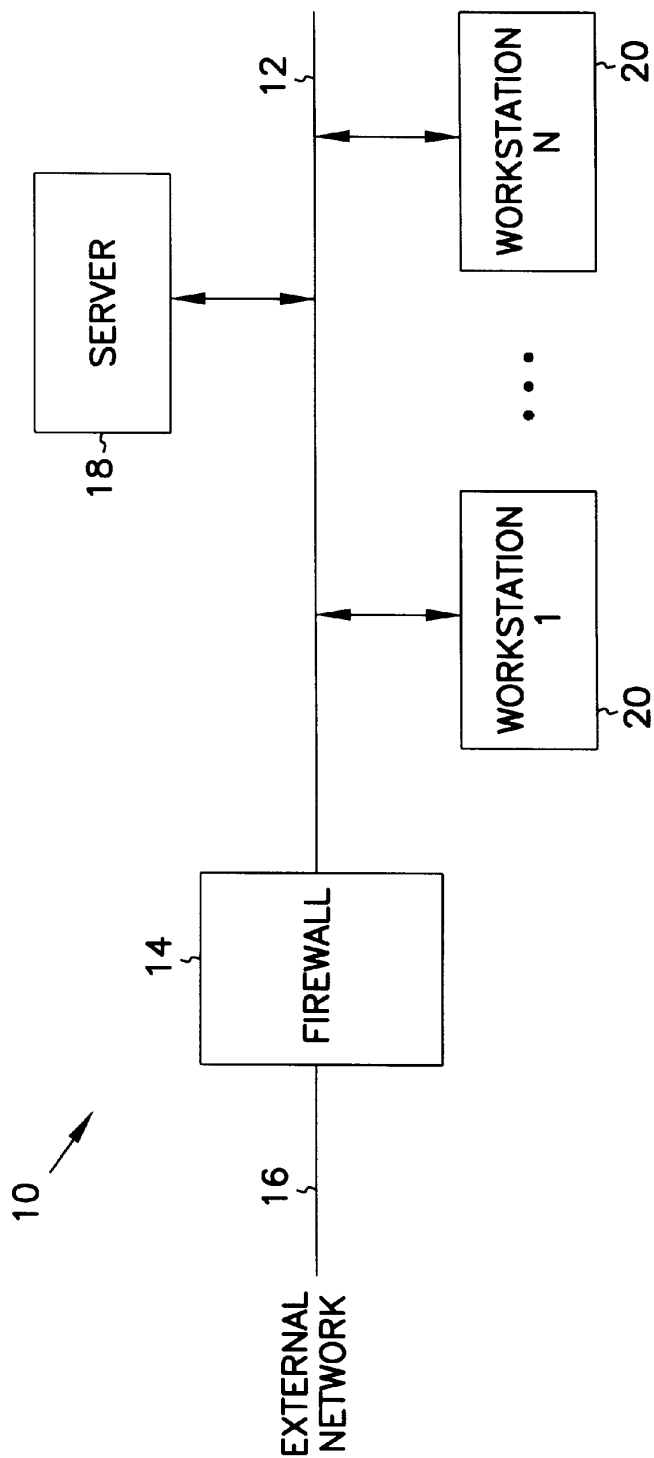 10
EXTERNAL
NETWORK
16
14
FIREWALL
18
SERVER
12
WORKSTATION
1
20
WORKSTATION
N
20